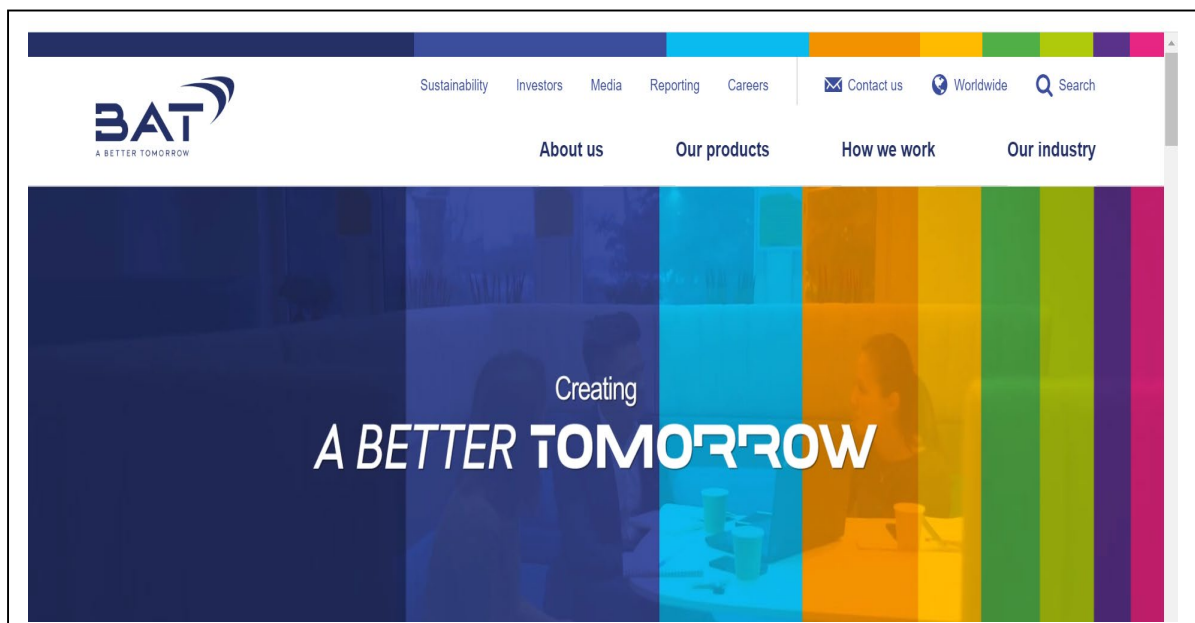 BAT
A BETTER TOMORROW
Sustainability Investors Media Reporting Careers Contact us Worldwide Search
About us Our products How we work Our industry
Creating
A BETTER TOMORROW